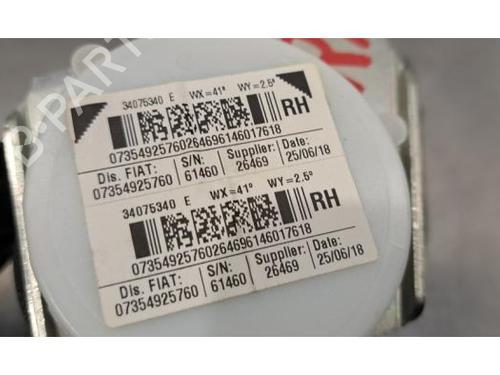 34075340 E WX=41° WY=2.5°
RH
07354925760264696146017618
Dis. FIAT: S/N: Supplier: Date:
07354925760 61460 26469 25/06/18
34075340 E WX=41° WY=2.5°
RH
07354925760264696146017618
Dis. FIAT: S/N: Supplier: Date:
07354925760 61460 26469 25/06/18
B-PARTS